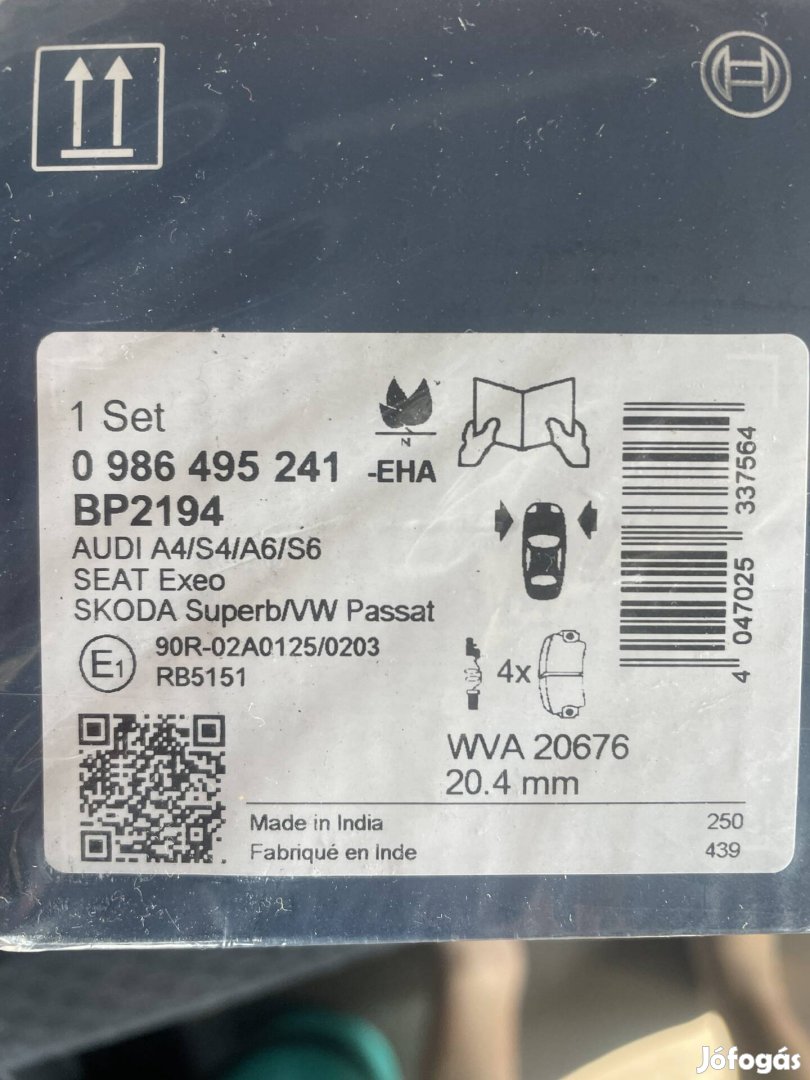 1 Set
N
0 986 495 241 -EHA
BP2194
AUDI A4/S4/A6/S6
SEAT Exeo
SKODA Superb/VW Passat
E1
90R-02A0125/0203
RB5151
4x
WVA 20676
20.4 mm
4 047025 337564
Made in India
250
Fabriqué en Inde
439
Jófogás